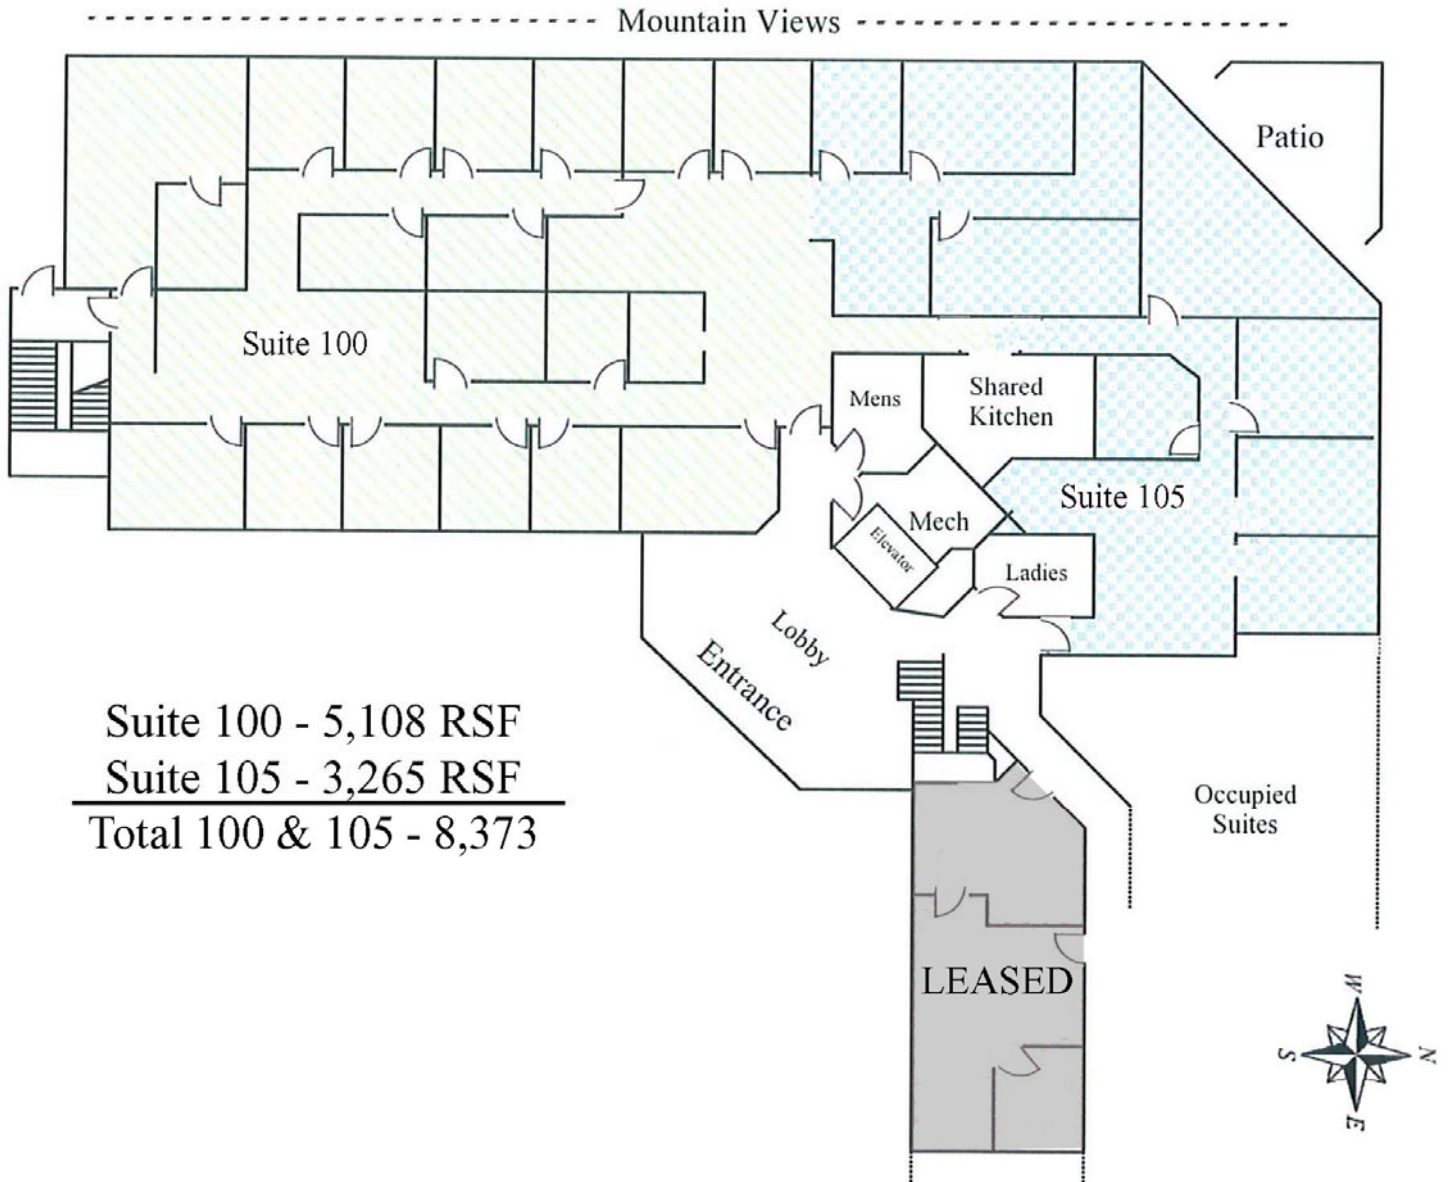 Mountain Views
Patio
Suite 100
Mens
Shared
Kitchen
Suite 105
Mech
Elevator
Ladies
Lobby
Entrance
Suite 100 - 5,108 RSF
Suite 105 - 3,265 RSF
Total 100 & 105 - 8,373
Occupied
Suites
LEASED
W
S
N
E